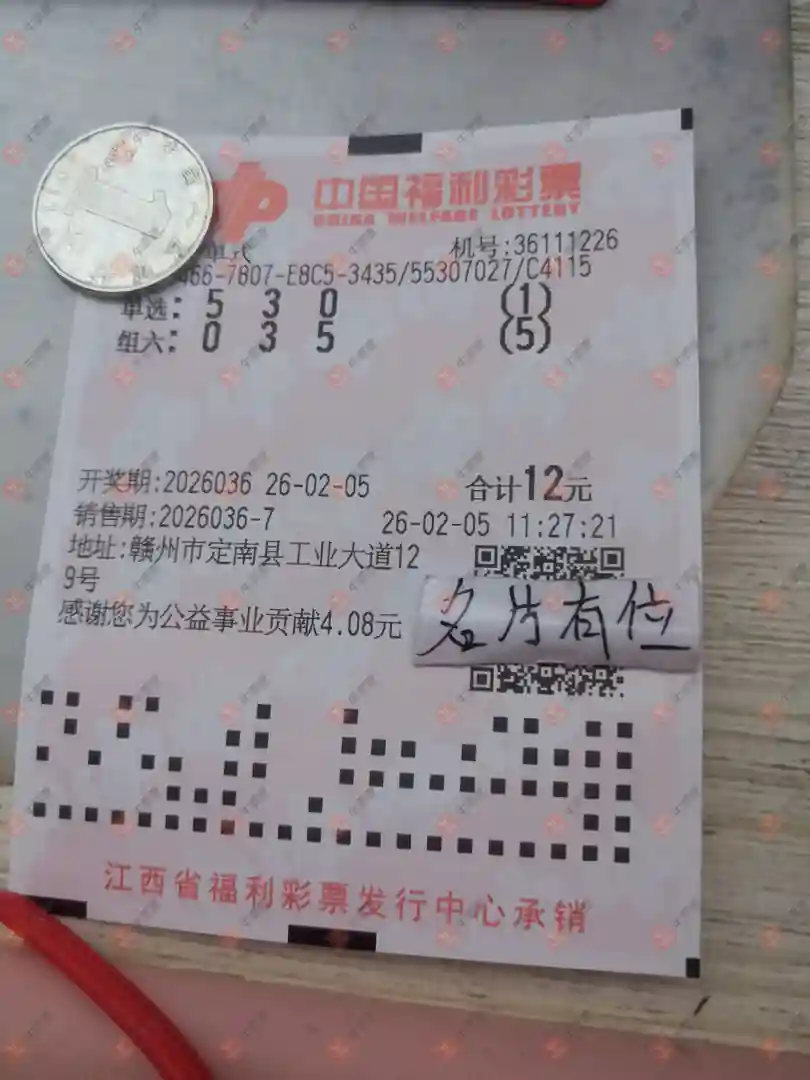 中国福利彩票
CHINA WELFARE LOTTERY
单式 机号:36111226
466-7807-E8C5-3435/55307027/C4115
单选: 5 3 0 (1)
组六: 0 3 5 (5)
开奖期:2026036 26-02-05 合计12元
销售期:2026036-7 26-02-05 11:27:21
地址:赣州市定南县工业大道12
9号
感谢您为公益事业贡献4.08元
名片有位
江西省福利彩票发行中心承销